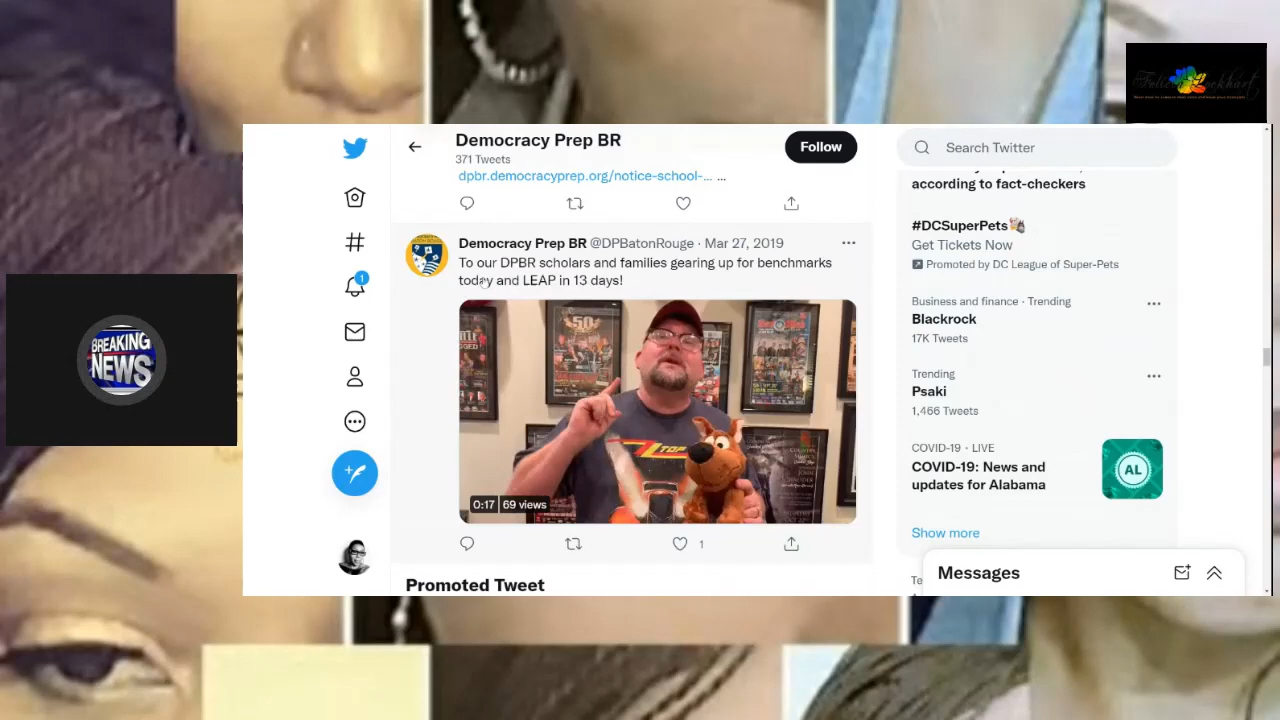 Democracy Prep BR
371 Tweets
Follow
dpbr.democracyprep.org/notice-school-... ...
Democracy Prep BR @DPBatonRouge · Mar 27, 2019
To our DPBR scholars and families gearing up for benchmarks
today and LEAP in 13 days!
50
ZZ TOP
0:17 69 views
1
Promoted Tweet
Search Twitter
according to fact-checkers
#DCSuperPets
Get Tickets Now
Promoted by DC League of Super-Pets
Business and finance · Trending
Blackrock
17K Tweets
Trending
Psaki
1,466 Tweets
COVID-19 · LIVE
COVID-19: News and
updates for Alabama
AL
Show more
Messages
1
BREAKING
NEWS